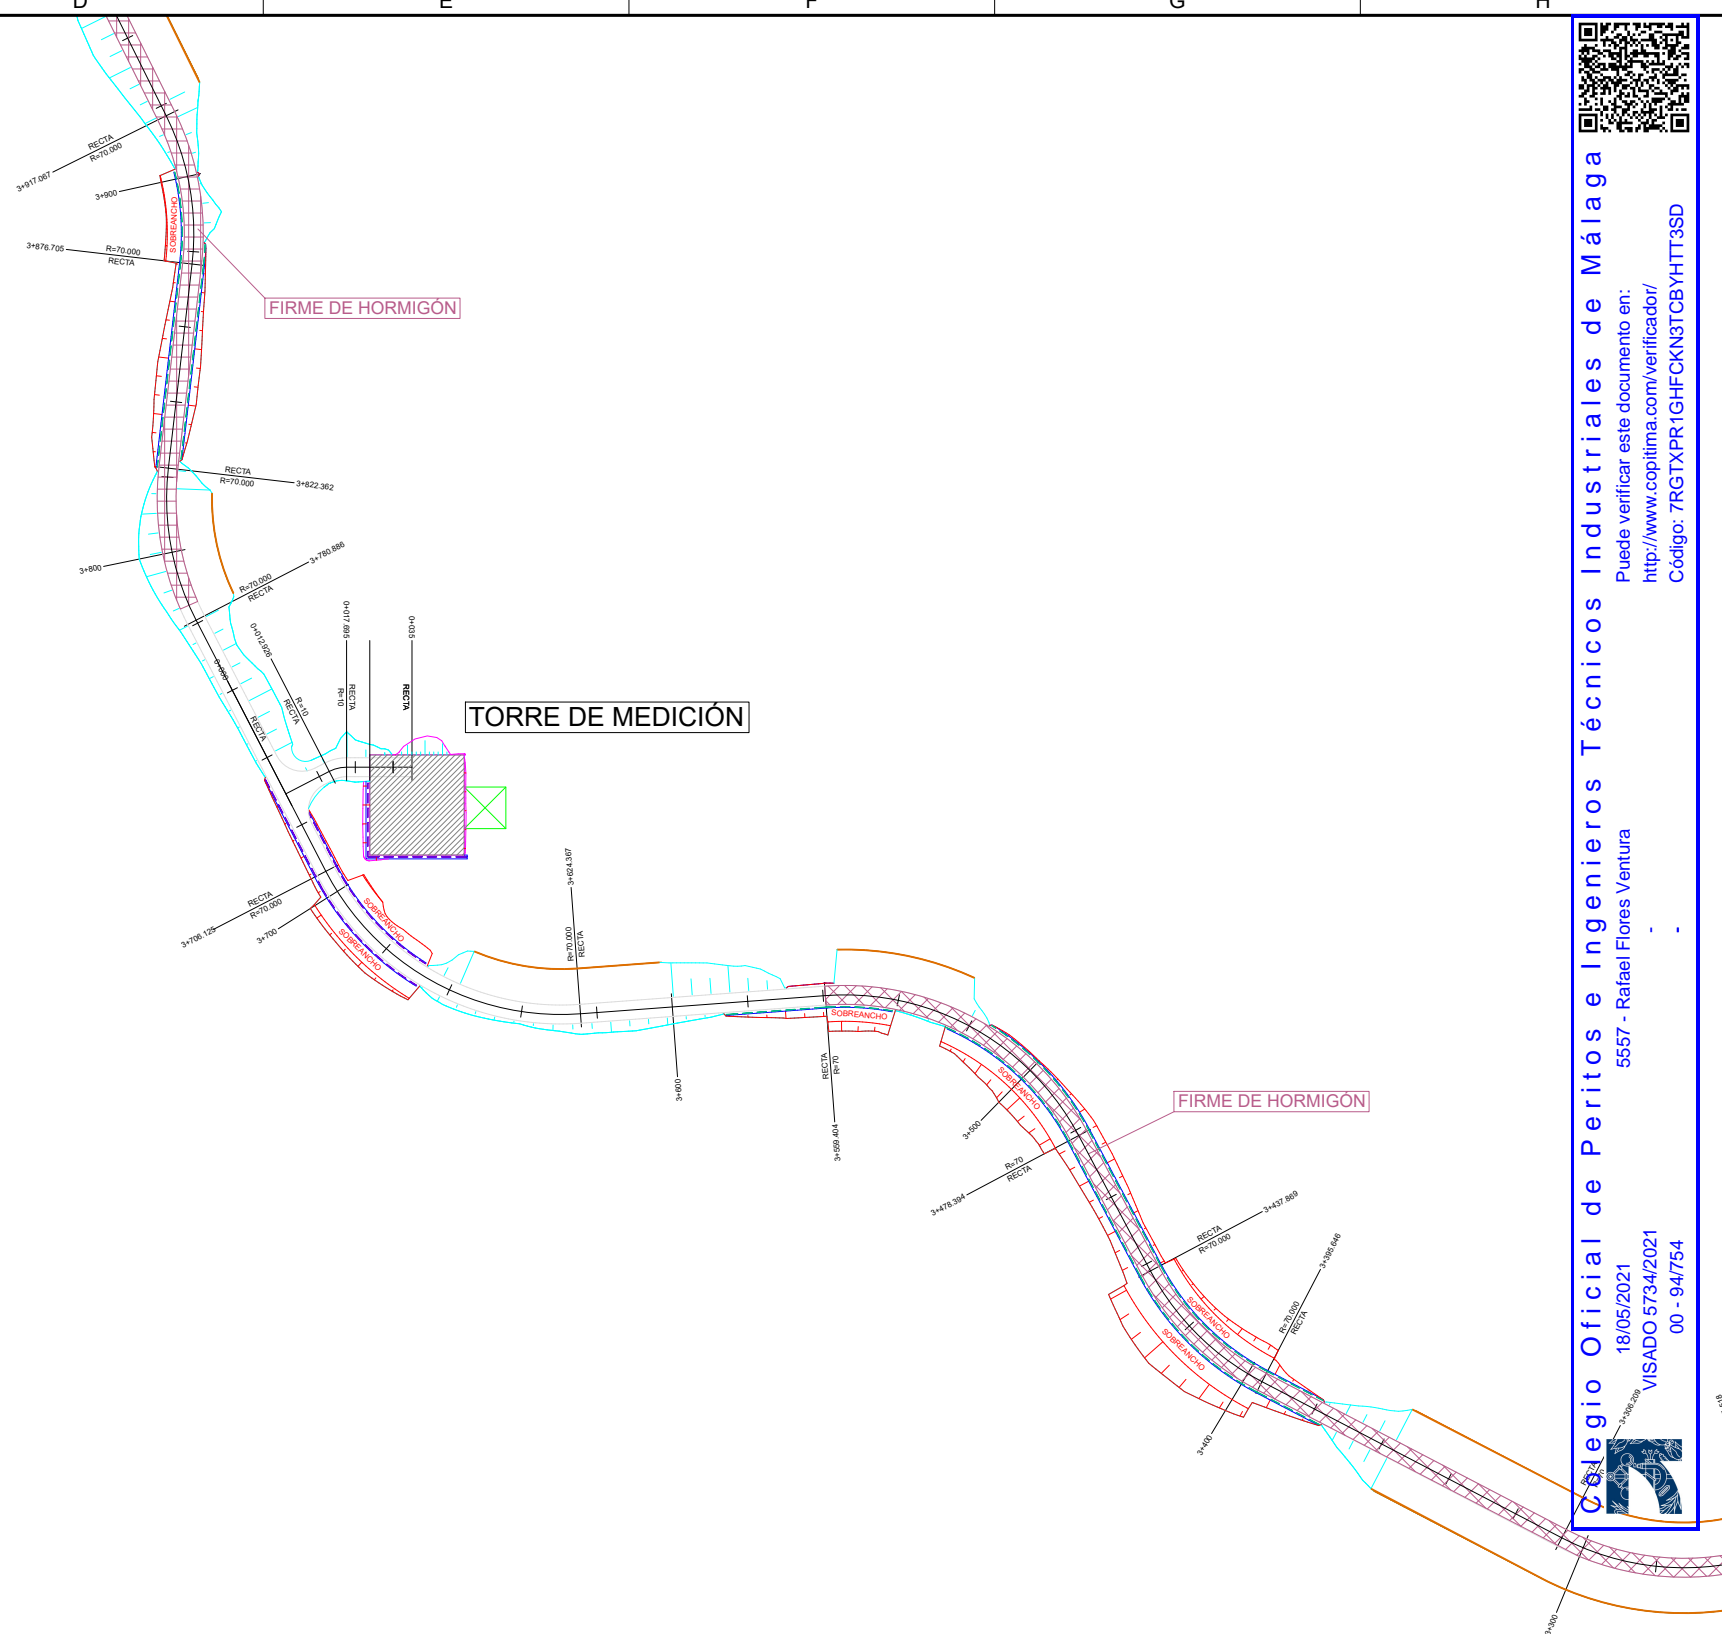 D
E
F
G
H
RECTA
R=70.000
3+917.067
3+900
SOBREANCHO
3+876.705
R=70.000
RECTA
FIRME DE HORMIGÓN
RECTA
R=70.000
3+822.362
3+800
3+780.886
R=70.000
RECTA
0+000
RECTA
0+012.926
R=10
RECTA
0+017.695
RECTA
R=10
0+035
RECTA
TORRE DE MEDICIÓN
RECTA
R=70.000
3+706.125
3+700
SOBREANCHO
SOBREANCHO
3+624.367
R=70.000
RECTA
3+600
SOBREANCHO
RECTA
R=70
3+559.404
SOBREANCHO
3+500
FIRME DE HORMIGÓN
R=70
RECTA
3+478.394
3+437.869
RECTA
R=70.000
3+395.646
R=70.000
RECTA
SOBREANCHO
SOBREANCHO
3+400
3+306.209
RECTA
3+300
Colegio Oficial de Peritos e Ingenieros Técnicos Industriales de Málaga
18/05/2021
5557 - Rafael Flores Ventura
Puede verificar este documento en:
VISADO 5734/2021
-
http://www.copitima.com/verificador/
00 - 94/754
-
Código: 7RGTXPR1GHFCKN3TCBYHTT3SD